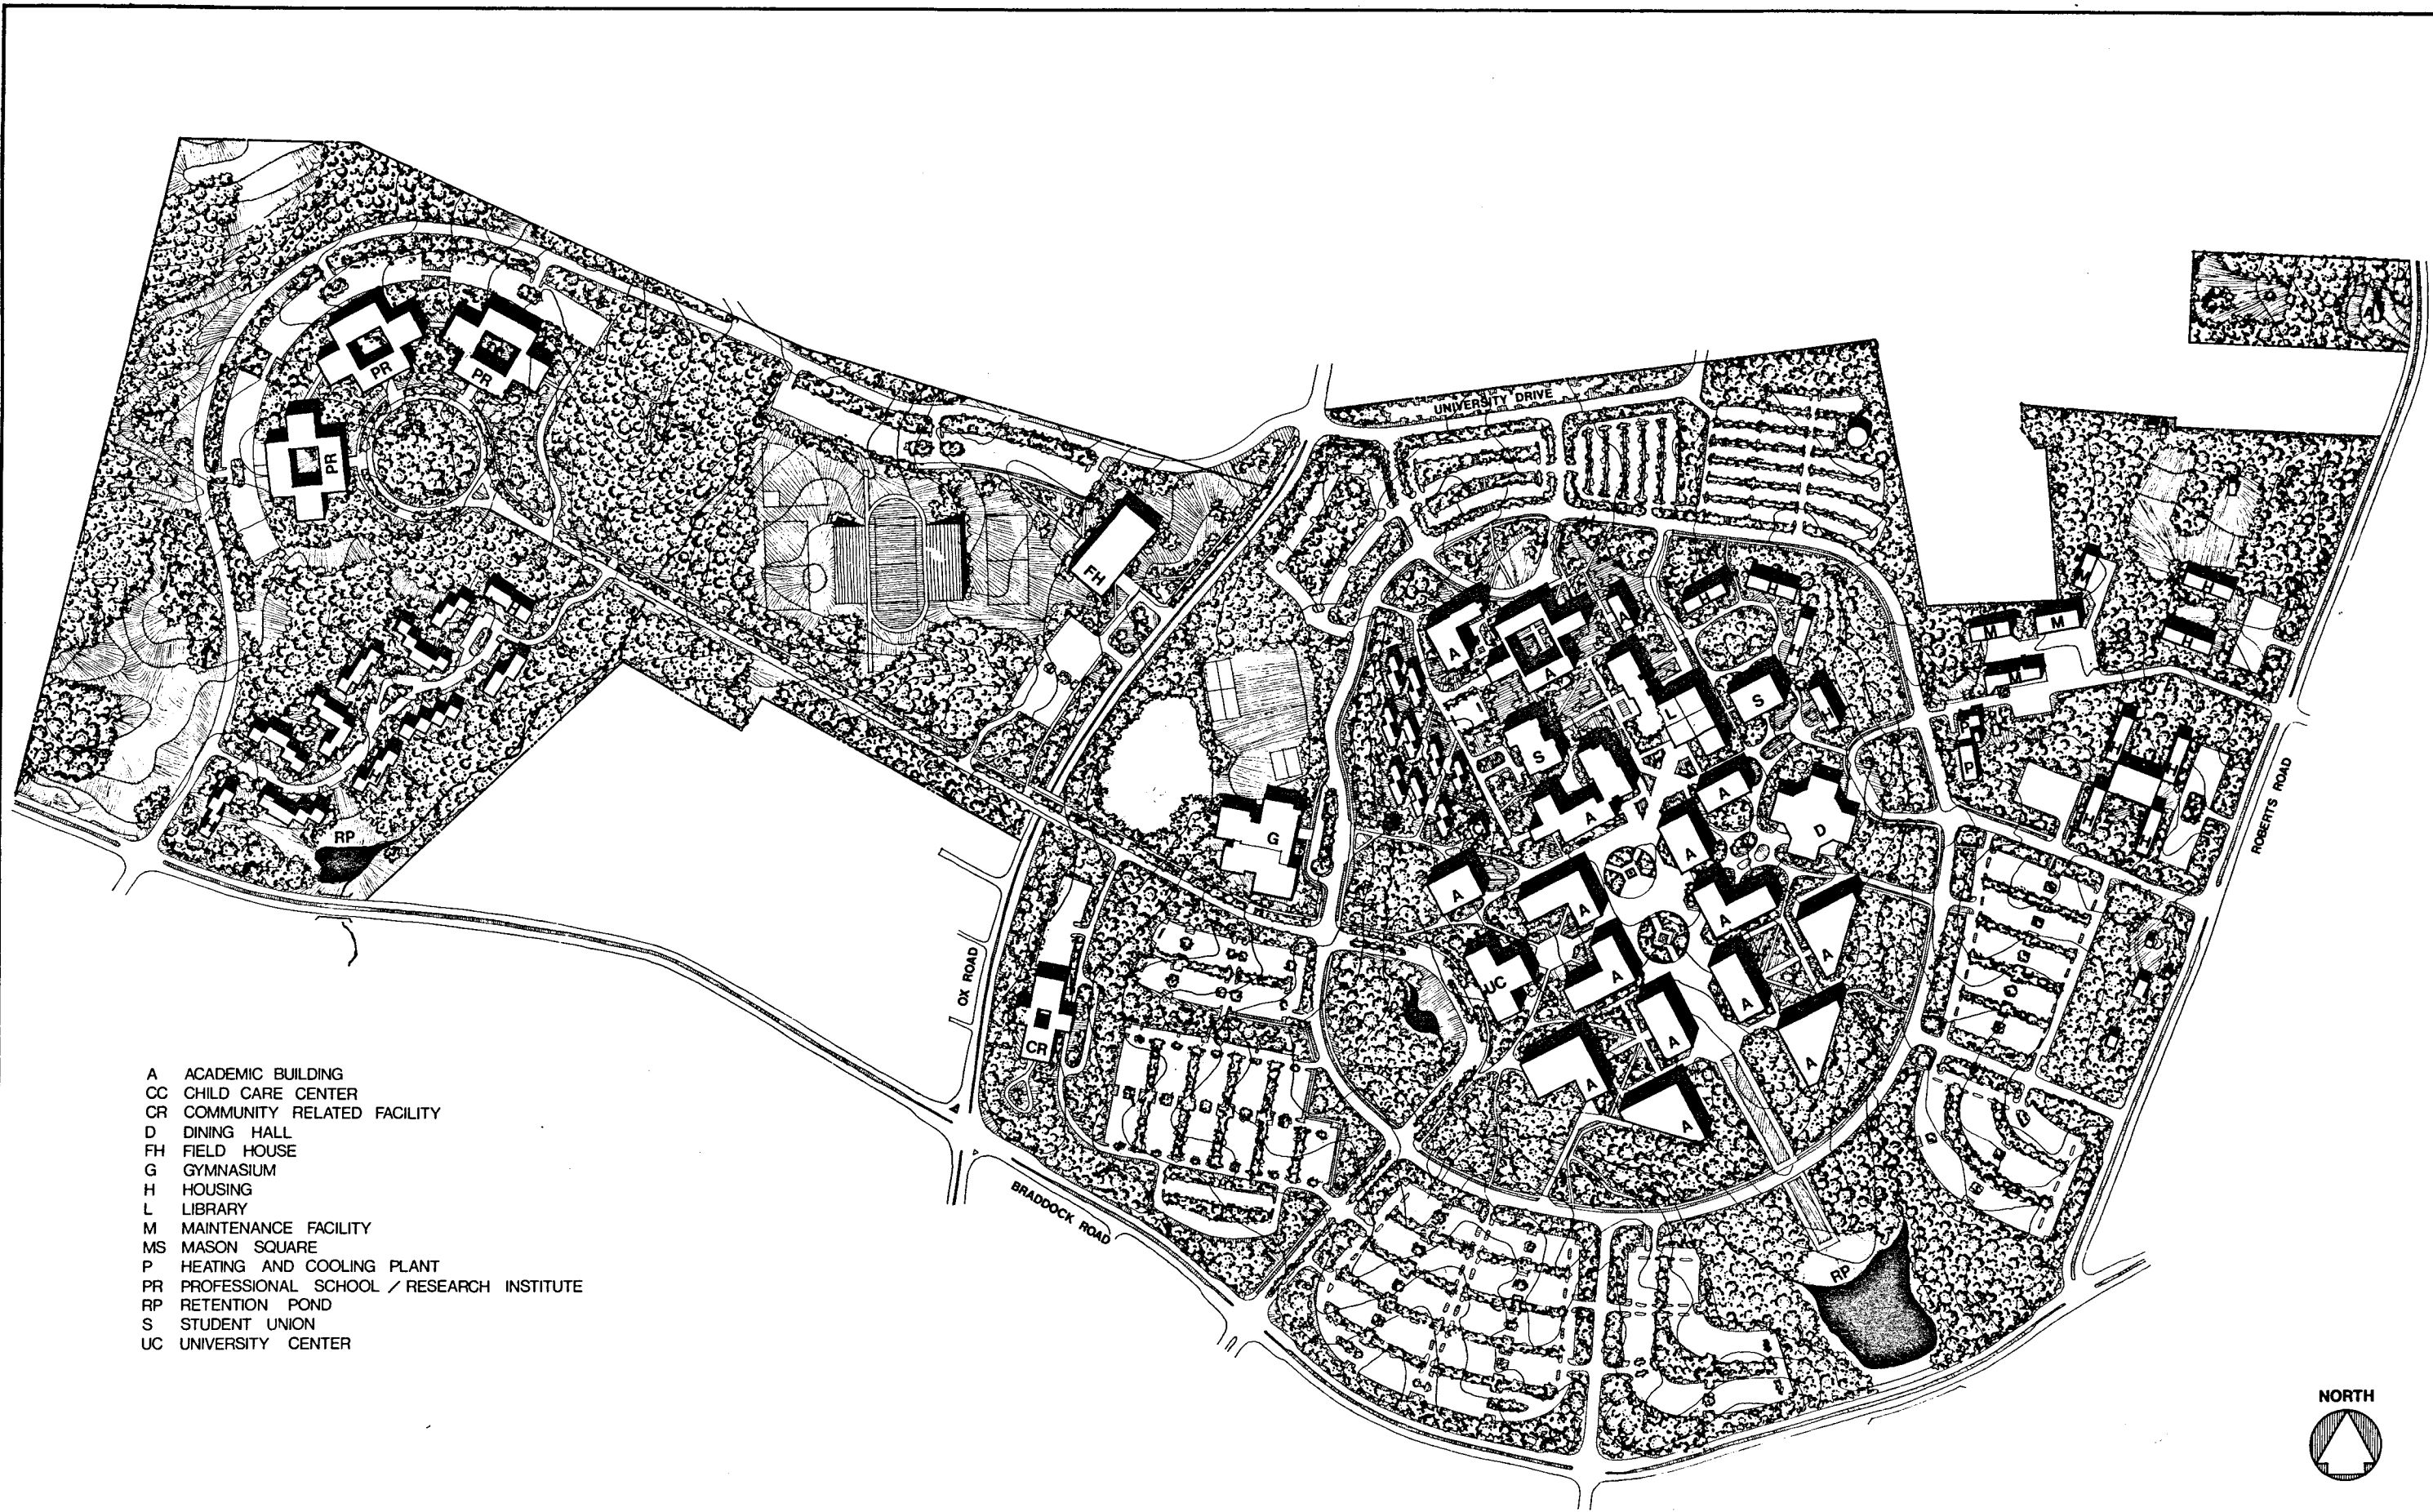 UNIVERSITY DRIVE
PR
PR
PR
FH
A
A
A
H
M
M
M
M
S
L
H
S
P
A
A
RP
G
A
D
H
H
H
ROBERTS ROAD
A
A
A
A
A
OX ROAD
UC
A
A
A
CR
A
A
A
A
BRADDOCK ROAD
RP
A ACADEMIC BUILDING
CC CHILD CARE CENTER
CR COMMUNITY RELATED FACILITY
D DINING HALL
FH FIELD HOUSE
G GYMNASIUM
H HOUSING
L LIBRARY
M MAINTENANCE FACILITY
MS MASON SQUARE
P HEATING AND COOLING PLANT
PR PROFESSIONAL SCHOOL / RESEARCH INSTITUTE
RP RETENTION POND
S STUDENT UNION
UC UNIVERSITY CENTER
NORTH